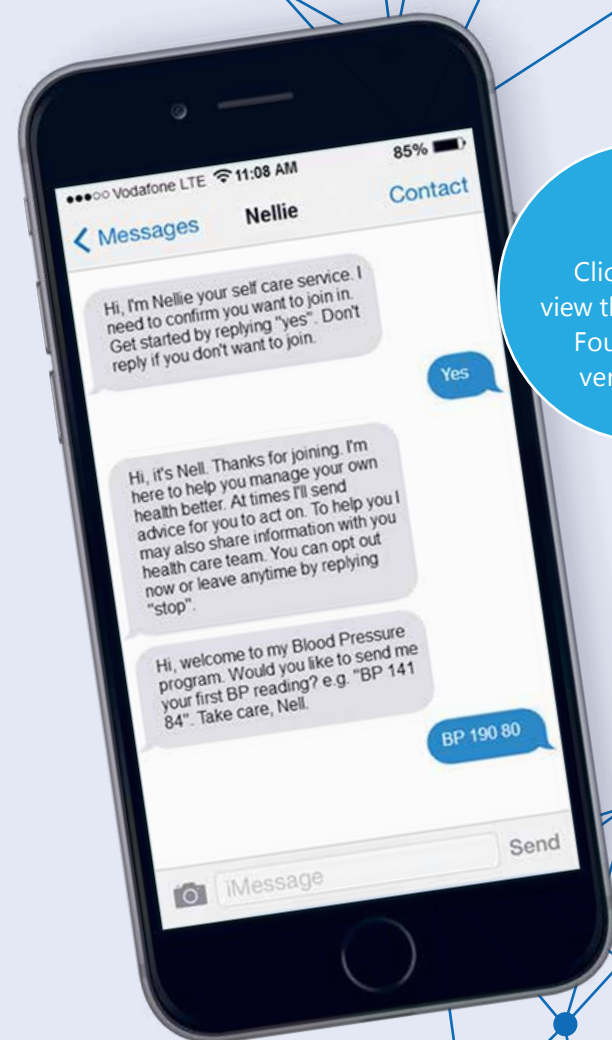 ●●●○○ Vodafone LTE 11:08 AM 85%
Messages Nellie Contact
Hi, I'm Nellie your self care service. I
need to confirm you want to join in.
Get started by replying "yes". Don't
reply if you don't want to join.
Yes
Hi, it's Nell. Thanks for joining. I'm
here to help you manage your own
health better. At times I'll send
advice for you to act on. To help you I
may also share information with you
health care team. You can opt out
now or leave anytime by replying
"stop".
Hi, welcome to my Blood Pressure
program. Would you like to send me
your first BP reading? e.g. "BP 141
84". Take care, Nell.
BP 190 80
iMessage Send
view